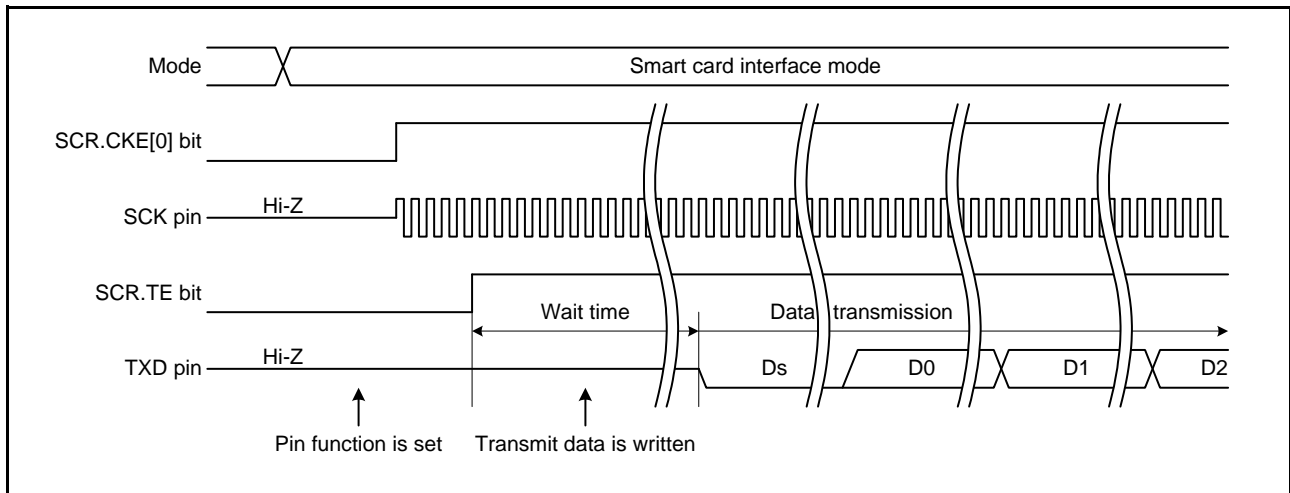 Mode
Smart card interface mode
SCR.CKE[0] bit
SCK pin
Hi-Z
SCR.TE bit
Wait time
Data transmission
TXD pin
Hi-Z
Ds
D0
D1
D2
Pin function is set
Transmit data is written